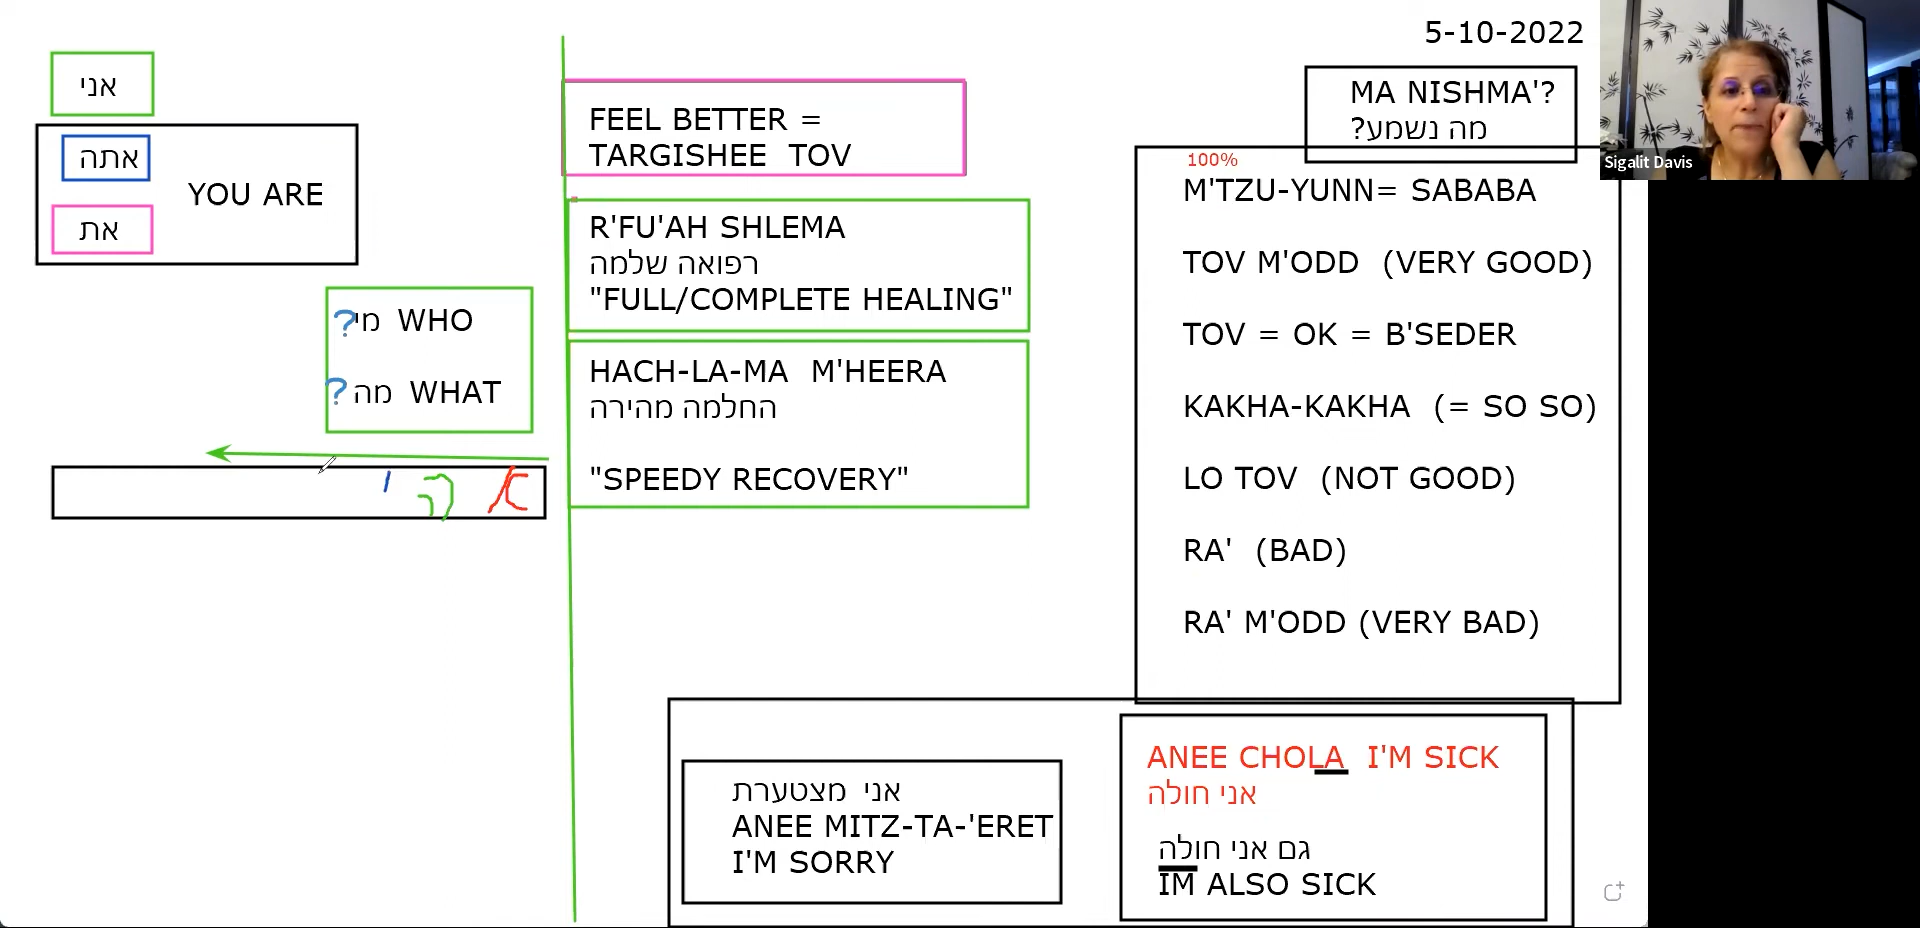 5-10-2022
אני
אתה
YOU ARE
את
מי? WHO
מה? WHAT
א ה י
FEEL BETTER =
TARGISHEE TOV
R'FU'AH SHLEMA
רפואה שלמה
"FULL/COMPLETE HEALING"
HACH-LA-MA M'HEERA
החלמה מהירה
"SPEEDY RECOVERY"
MA NISHMA'?
מה נשמע?
100%
M'TZU-YUNN= SABABA
TOV M'ODD (VERY GOOD)
TOV = OK = B'SEDER
KAKHA-KAKHA (= SO SO)
LO TOV (NOT GOOD)
RA' (BAD)
RA' M'ODD (VERY BAD)
אני מצטערת
ANEE MITZ-TA-'ERET
I'M SORRY
ANEE CHOLA I'M SICK
אני חולה
גם אני חולה
IM ALSO SICK
Sigalit Davis